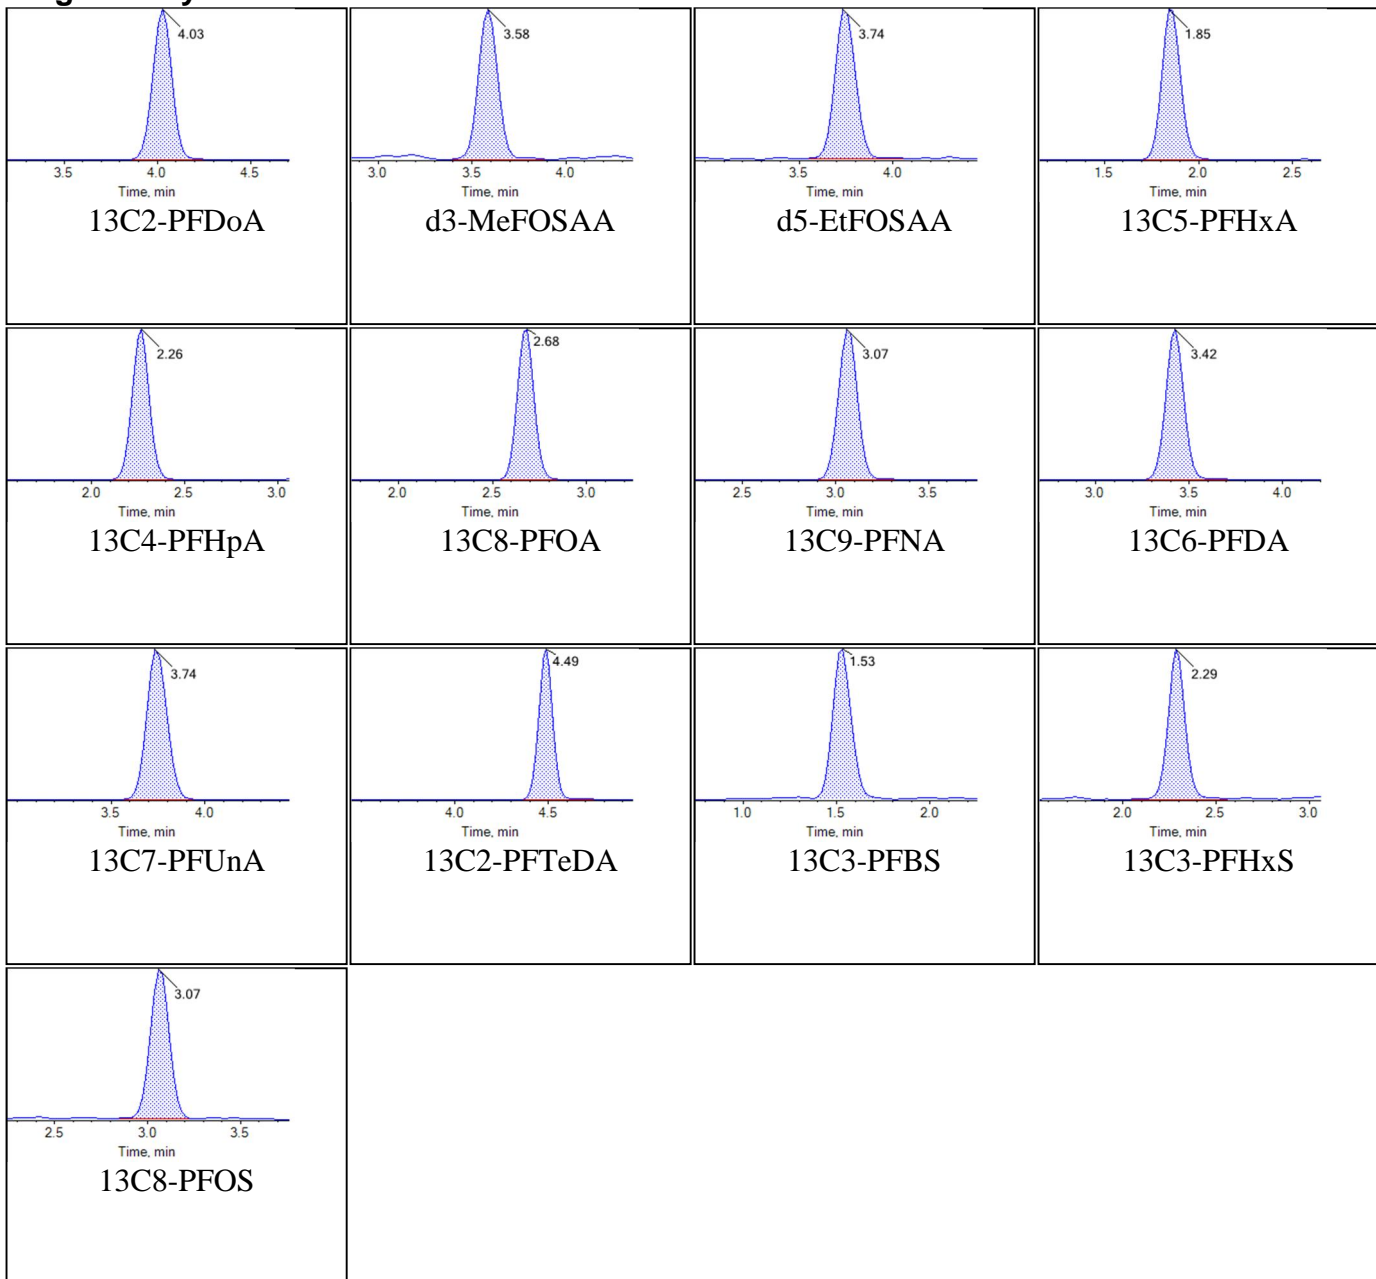 4.03
3.5 4.0 4.5
Time, min
13C2-PFDoA
3.58
3.0 3.5 4.0
Time, min
d3-MeFOSAA
3.74
3.5 4.0
Time, min
d5-EtFOSAA
1.85
1.5 2.0 2.5
Time, min
13C5-PFHxA
2.26
2.0 2.5 3.0
Time, min
13C4-PFHpA
2.68
2.0 2.5 3.0
Time, min
13C8-PFOA
3.07
2.5 3.0 3.5
Time, min
13C9-PFNA
3.42
3.0 3.5 4.0
Time, min
13C6-PFDA
3.74
3.5 4.0
Time, min
13C7-PFUnA
4.49
4.0 4.5
Time, min
13C2-PFTeDA
1.53
1.0 1.5 2.0
Time, min
13C3-PFBS
2.29
2.0 2.5 3.0
Time, min
13C3-PFHxS
3.07
2.5 3.0 3.5
Time, min
13C8-PFOS